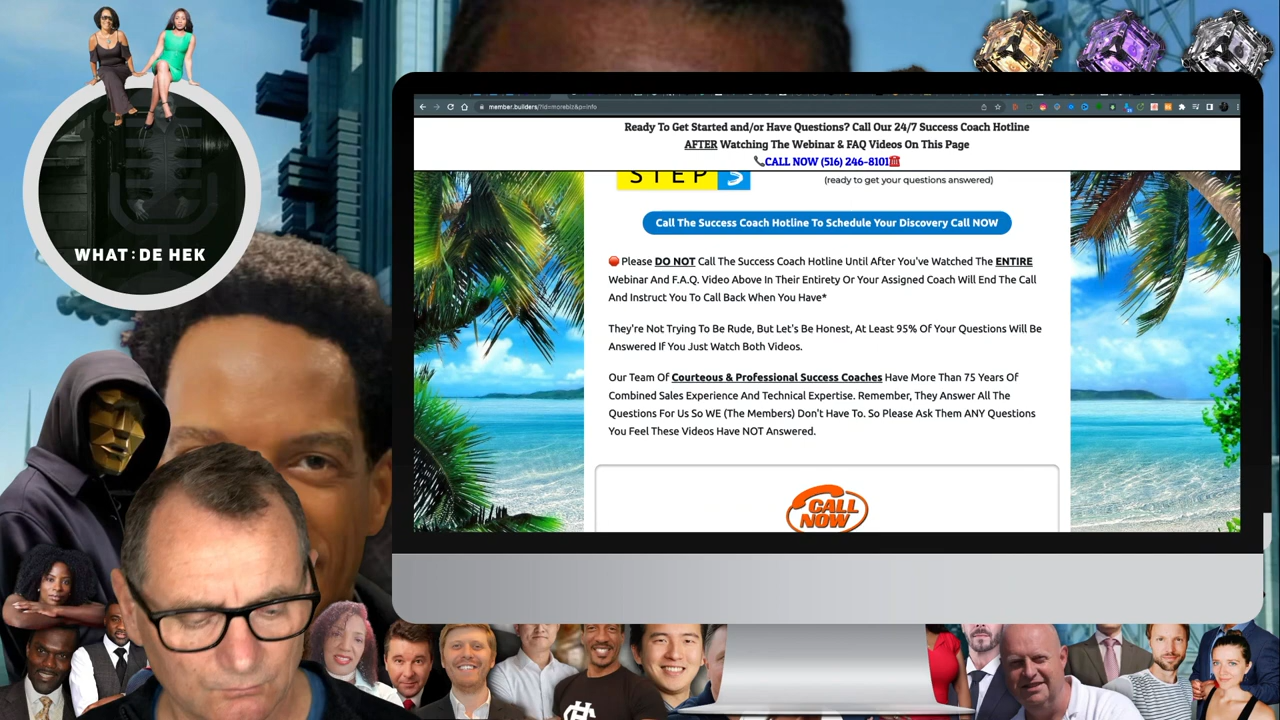 WHAT:DE HEK
member.builders/?id=morebiz&p=info
Ready To Get Started and/or Have Questions? Call Our 24/7 Success Coach Hotline
AFTER Watching The Webinar & FAQ Videos On This Page
📞CALL NOW (516) 246-8101☎️
STEP 3
(ready to get your questions answered)
Call The Success Coach Hotline To Schedule Your Discovery Call NOW
🔴 Please DO NOT Call The Success Coach Hotline Until After You've Watched The ENTIRE
Webinar And F.A.Q. Video Above In Their Entirety Or Your Assigned Coach Will End The Call
And Instruct You To Call Back When You Have*
They're Not Trying To Be Rude, But Let's Be Honest, At Least 95% Of Your Questions Will Be
Answered If You Just Watch Both Videos.
Our Team Of Courteous & Professional Success Coaches Have More Than 75 Years Of
Combined Sales Experience And Technical Expertise. Remember, They Answer All The
Questions For Us So WE (The Members) Don't Have To. So Please Ask Them ANY Questions
You Feel These Videos Have NOT Answered.
CALL
NOW